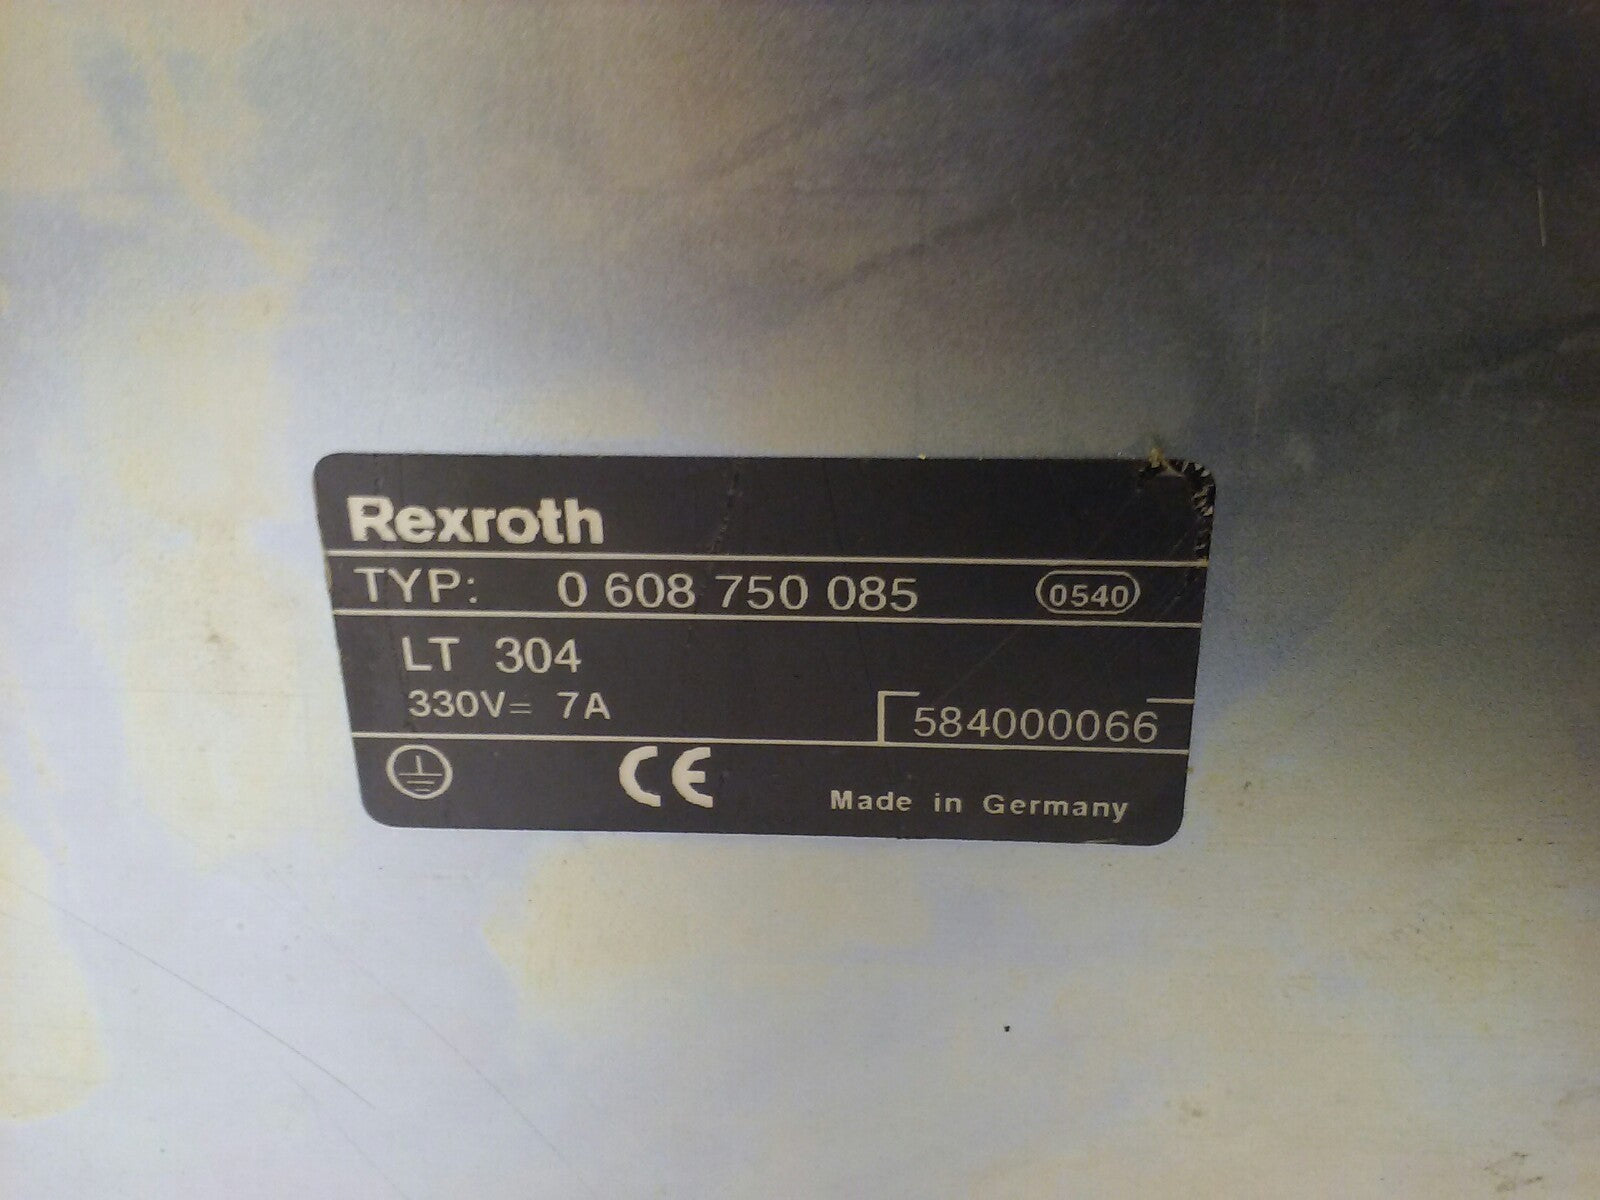 Rexroth
TYP: 0 608 750 085 0540
LT 304
330V= 7A 584000066
CE Made in Germany